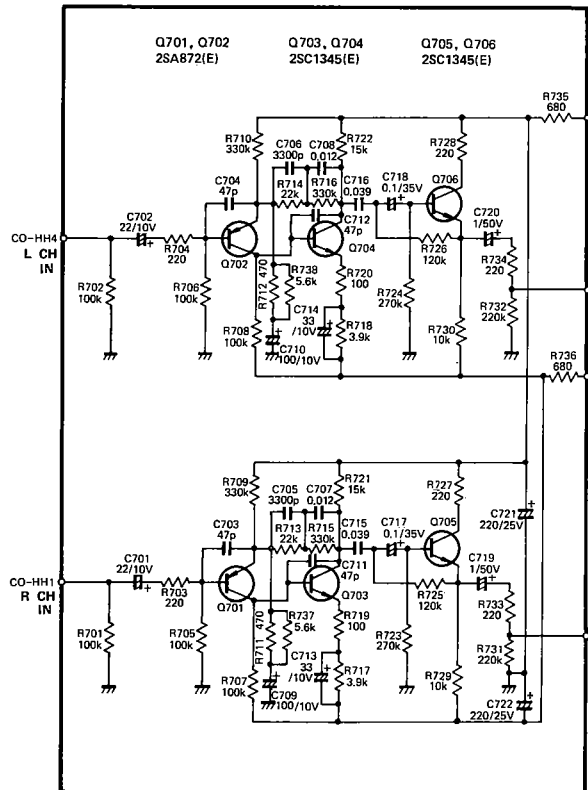 Q701, Q702
2SA872(E)
Q703, Q704
2SC1345(E)
Q705, Q706
2SC1345(E)
R735
680
R710
330k
C706
3300p
C708
0.012
R722
15k
R728
220
C704
47p
R714
22k
R716
330k
C716
0.039
C718
0.1/35V
Q706
C702
22/10V
C712
47p
C720
1/50V
CO-HH4
L CH
IN
R704
220
Q702
Q704
R726
120k
R734
220
R702
100k
R706
100k
R712 470
R738
5.6k
R720
100
R724
270k
R732
220k
C714
33
/10V
R718
3.9k
R708
100k
R730
10k
C710
100/10V
R736
680
R709
330k
C705
3300p
C707
0.012
R721
15k
R727
220
C703
47p
R713
22k
R715
330k
C715
0.039
C717
0.1/35V
Q705
C721
220/25V
C701
22/10V
C711
47p
C719
1/50V
CO-HH1
R CH
IN
R703
220
Q701
Q703
R725
120k
R733
220
R701
100k
R705
100k
R711 470
R737
5.6k
R719
100
R723
270k
R731
220k
C713
33
/10V
R717
3.9k
R707
100k
R729
10k
C709
100/10V
C722
220/25V